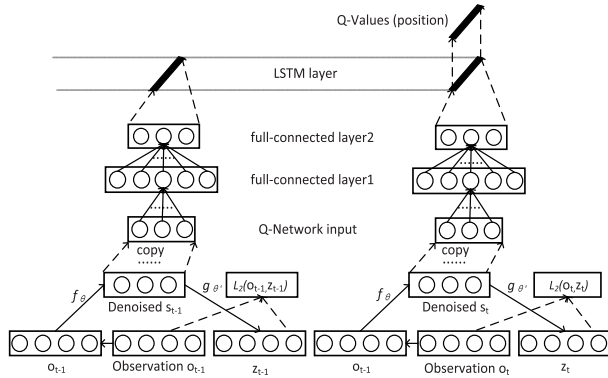 Q-Values (position)
LSTM layer
full-connected layer2
......
......
full-connected layer1
......
......
Q-Network input
copy
copy
......
......
f θ
g θ'
L2(ot-1,zt-1)
f θ
g θ'
L2(ot,zt)
Denoised st-1
Denoised st
ot-1
Observation ot-1
zt-1
ot-1
Observation ot
zt